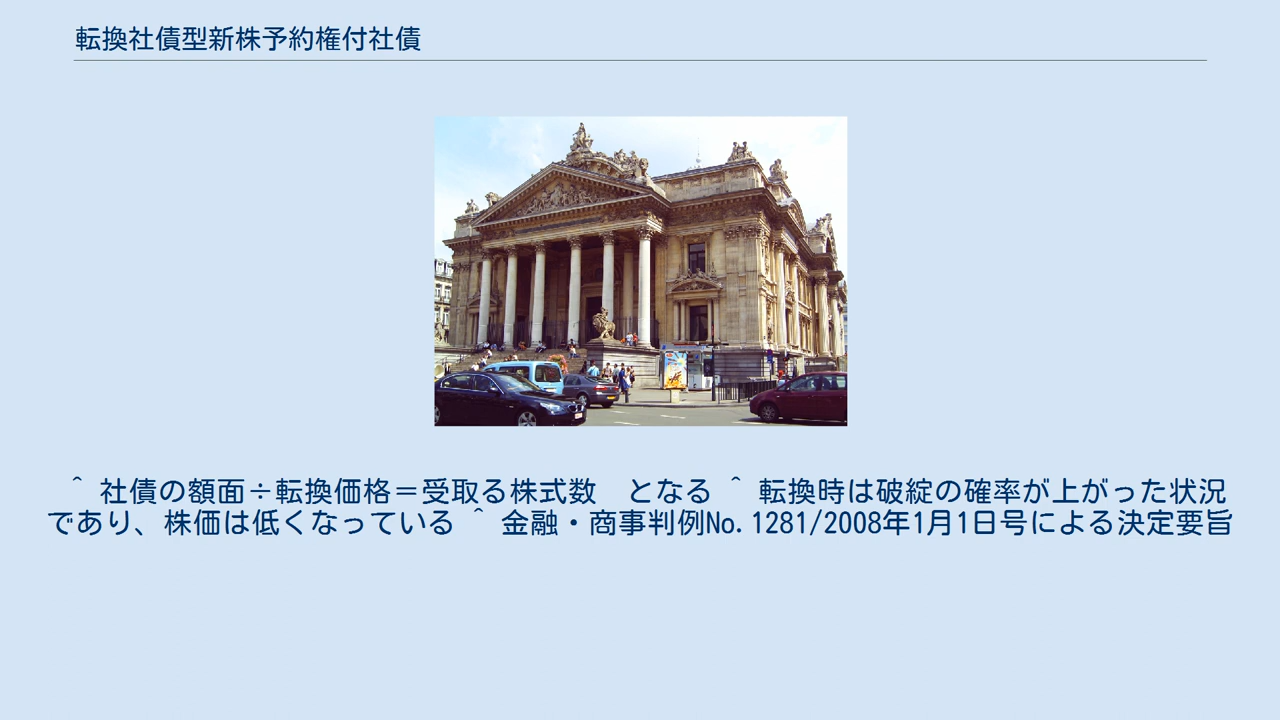 転換社債型新株予約権付社債
^ 社債の額面÷転換価格＝受取る株式数　となる ^ 転換時は破綻の確率が上がった状況
であり、株価は低くなっている ^ 金融・商事判例No.1281/2008年1月1日号による決定要旨